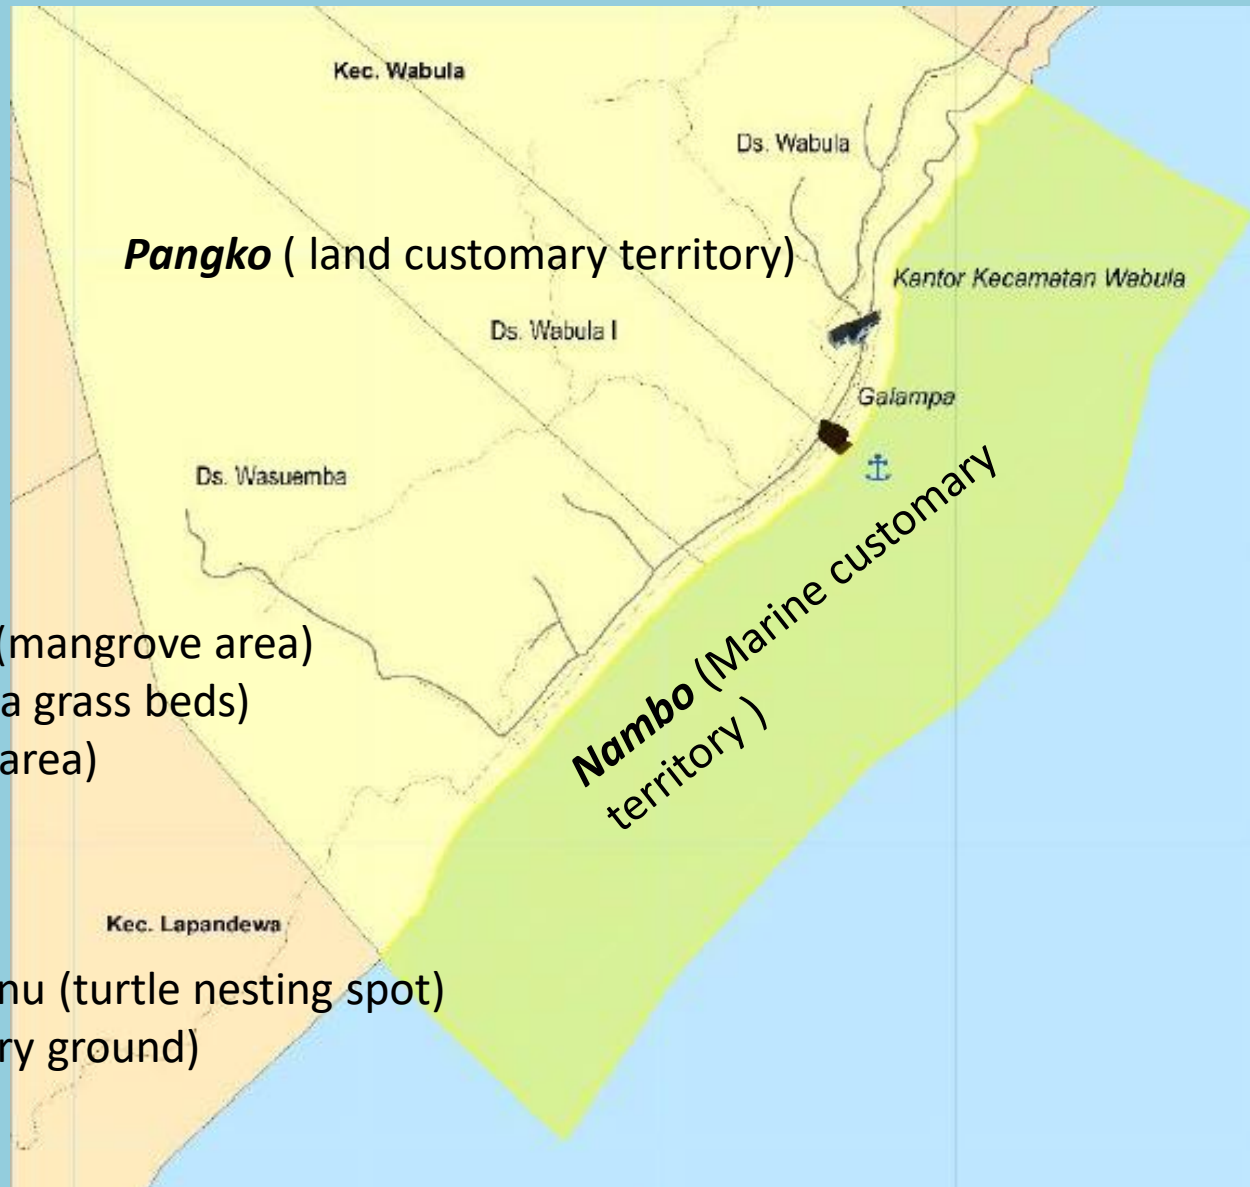 Kec. Wabula
Ds. Wabula
Pangko ( land customary territory)
Kantor Kecamatan Wabula
Ds. Wabula I
Galampa
Ds. Wasuemba
Nambo (Marine customary
territory )
(mangrove area)
a grass beds)
area)
Kec. Lapandewa
nu (turtle nesting spot)
ry ground)